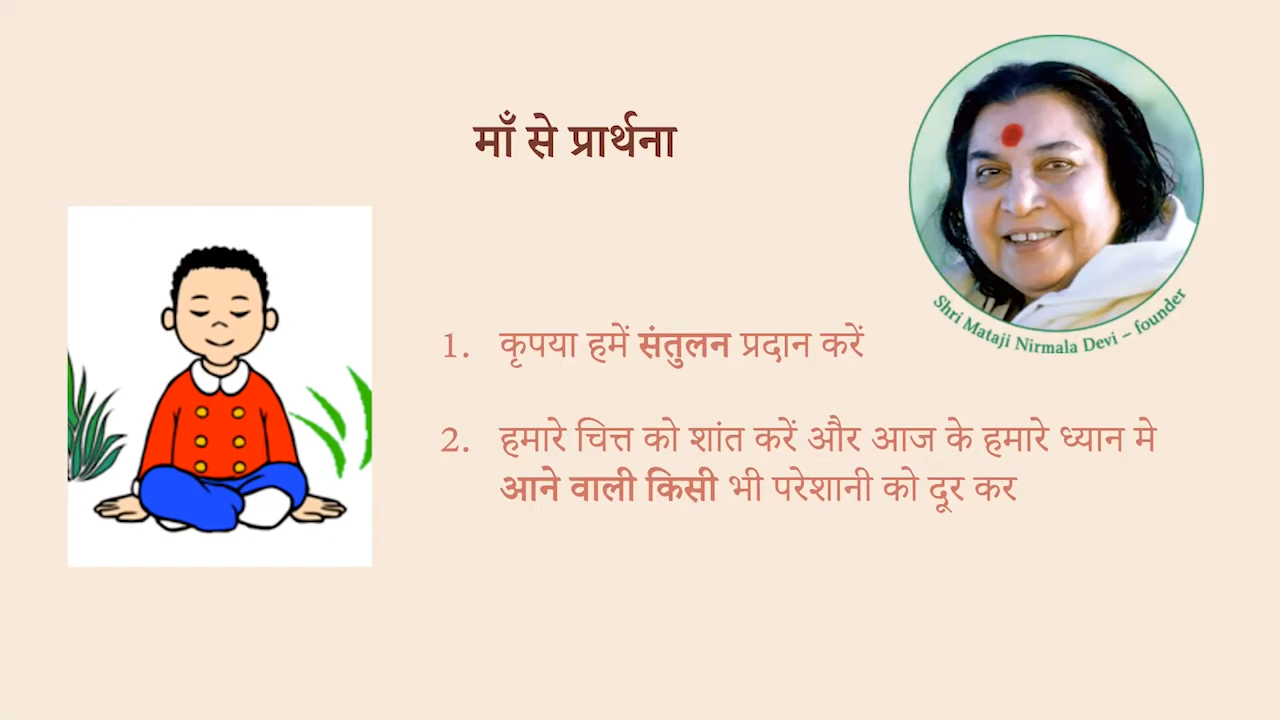 माँ से प्रार्थना
Shri Mataji Nirmala Devi – founder
1. कृपया हमें संतुलन प्रदान करें
2. हमारे चित्त को शांत करें और आज के हमारे ध्यान मे
आने वाली किसी भी परेशानी को दूर कर